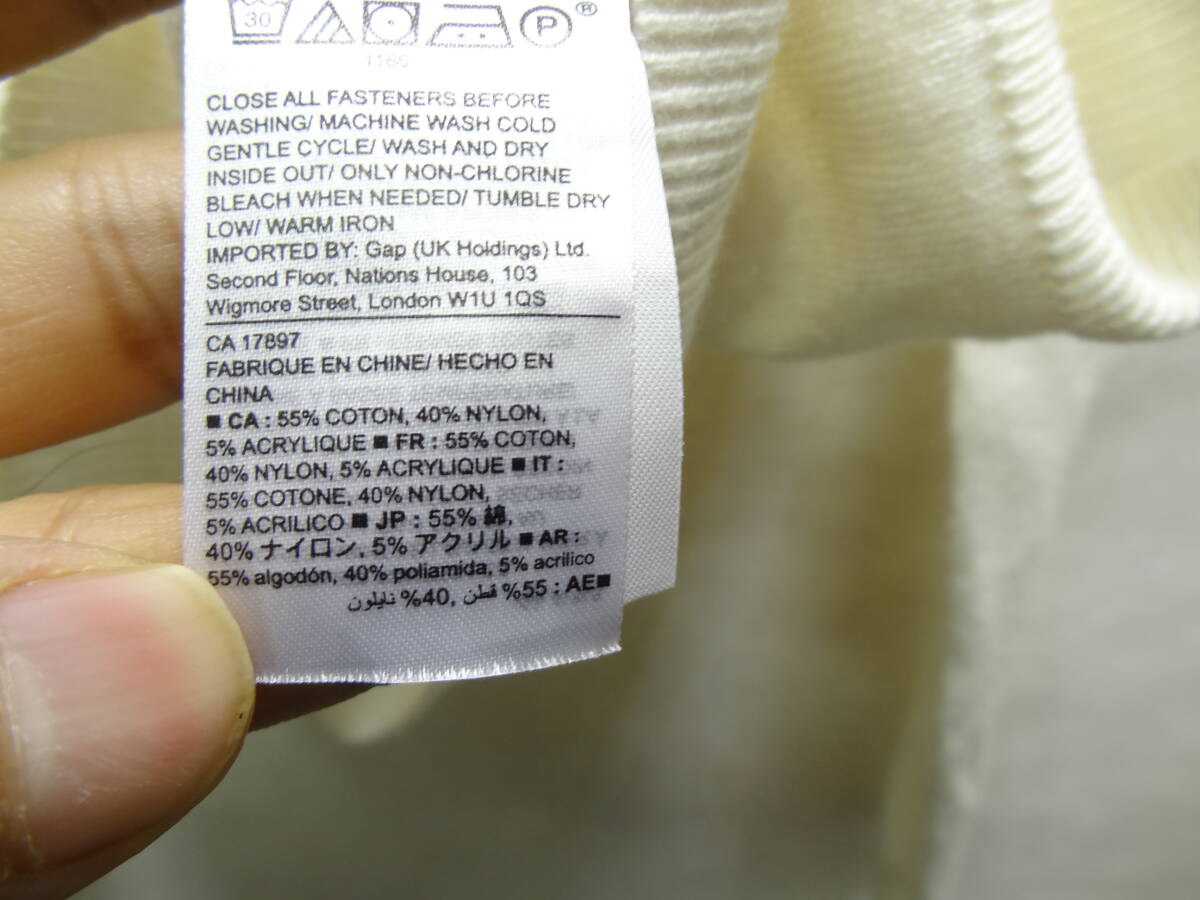 30 P ®
1166
CLOSE ALL FASTENERS BEFORE
WASHING/ MACHINE WASH COLD
GENTLE CYCLE/ WASH AND DRY
INSIDE OUT/ ONLY NON-CHLORINE
BLEACH WHEN NEEDED/ TUMBLE DRY
LOW/ WARM IRON
IMPORTED BY: Gap (UK Holdings) Ltd.
Second Floor, Nations House, 103
Wigmore Street, London W1U 1QS
CA 17897
FABRIQUE EN CHINE/ HECHO EN
CHINA
■ CA : 55% COTON, 40% NYLON,
5% ACRYLIQUE ■ FR : 55% COTON,
40% NYLON, 5% ACRYLIQUE ■ IT :
55% COTONE, 40% NYLON,
5% ACRILICO ■ JP : 55% 綿,
40% ナイロン, 5% アクリル ■ AR :
55% algodón, 40% poliamida, 5% acrilico
■AE : 55% قطن, 40% نايلون